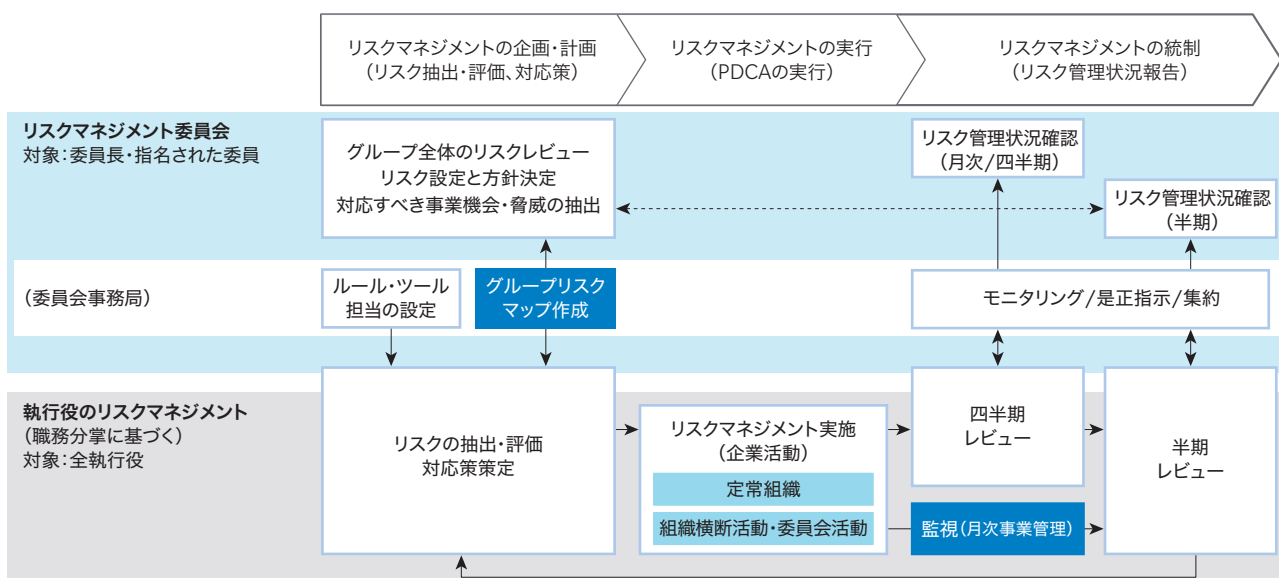 リスクマネジメントの企画・計画
(リスク抽出・評価、対応策)
リスクマネジメントの実行
(PDCAの実行)
リスクマネジメントの統制
(リスク管理状況報告)
リスクマネジメント委員会
対象：委員長・指名された委員
グループ全体のリスクレビュー
リスク設定と方針決定
対応すべき事業機会・脅威の抽出
リスク管理状況確認
(月次/四半期)
リスク管理状況確認
(半期)
(委員会事務局)
ルール・ツール
担当の設定
グループリスク
マップ作成
モニタリング/是正指示/集約
執行役のリスクマネジメント
(職務分掌に基づく)
対象：全執行役
リスクの抽出・評価
対応策策定
リスクマネジメント実施
(企業活動)
定常組織
組織横断活動・委員会活動
四半期
レビュー
監視(月次事業管理)
半期
レビュー